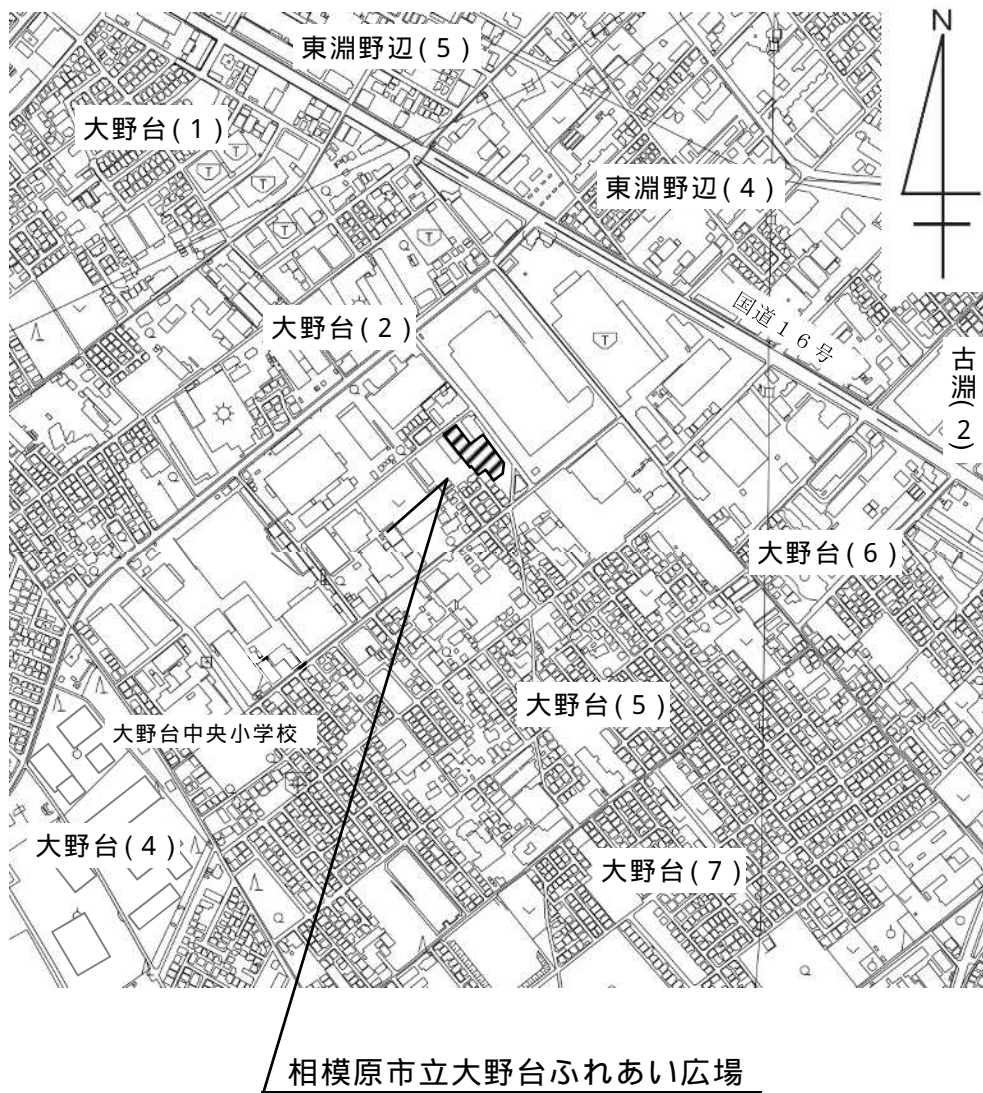 N
東淵野辺(5)
大野台(1)
東淵野辺(4)
大野台(2)
国道16号
古淵(2)
大野台(6)
大野台(5)
大野台中央小学校
大野台(4)
大野台(7)
相模原市立大野台ふれあい広場